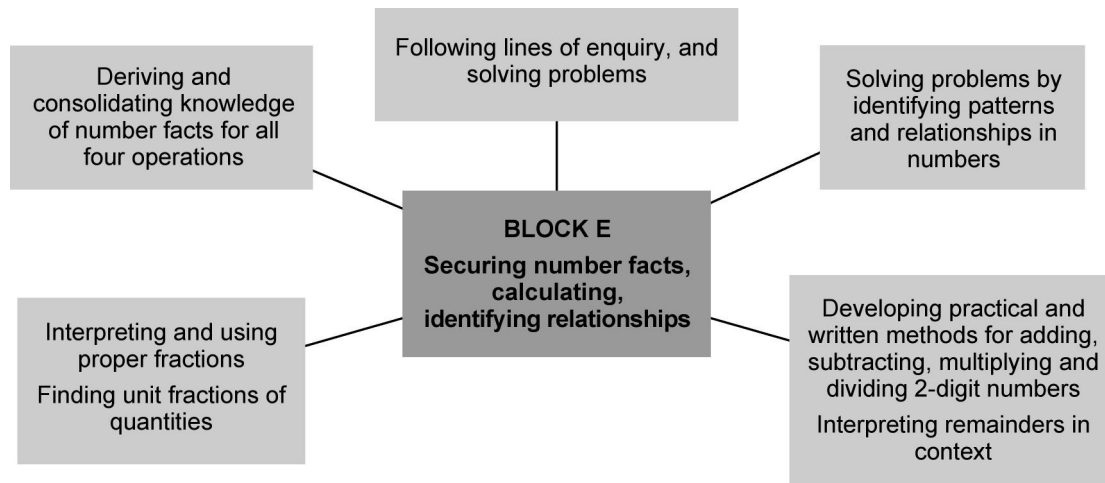 Deriving and
consolidating knowledge
of number facts for all
four operations
Following lines of enquiry, and
solving problems
Solving problems by
identifying patterns
and relationships in
numbers
BLOCK E
Securing number facts,
calculating,
identifying relationships
Interpreting and using
proper fractions
Finding unit fractions of
quantities
Developing practical and
written methods for adding,
subtracting, multiplying and
dividing 2-digit numbers
Interpreting remainders in
context